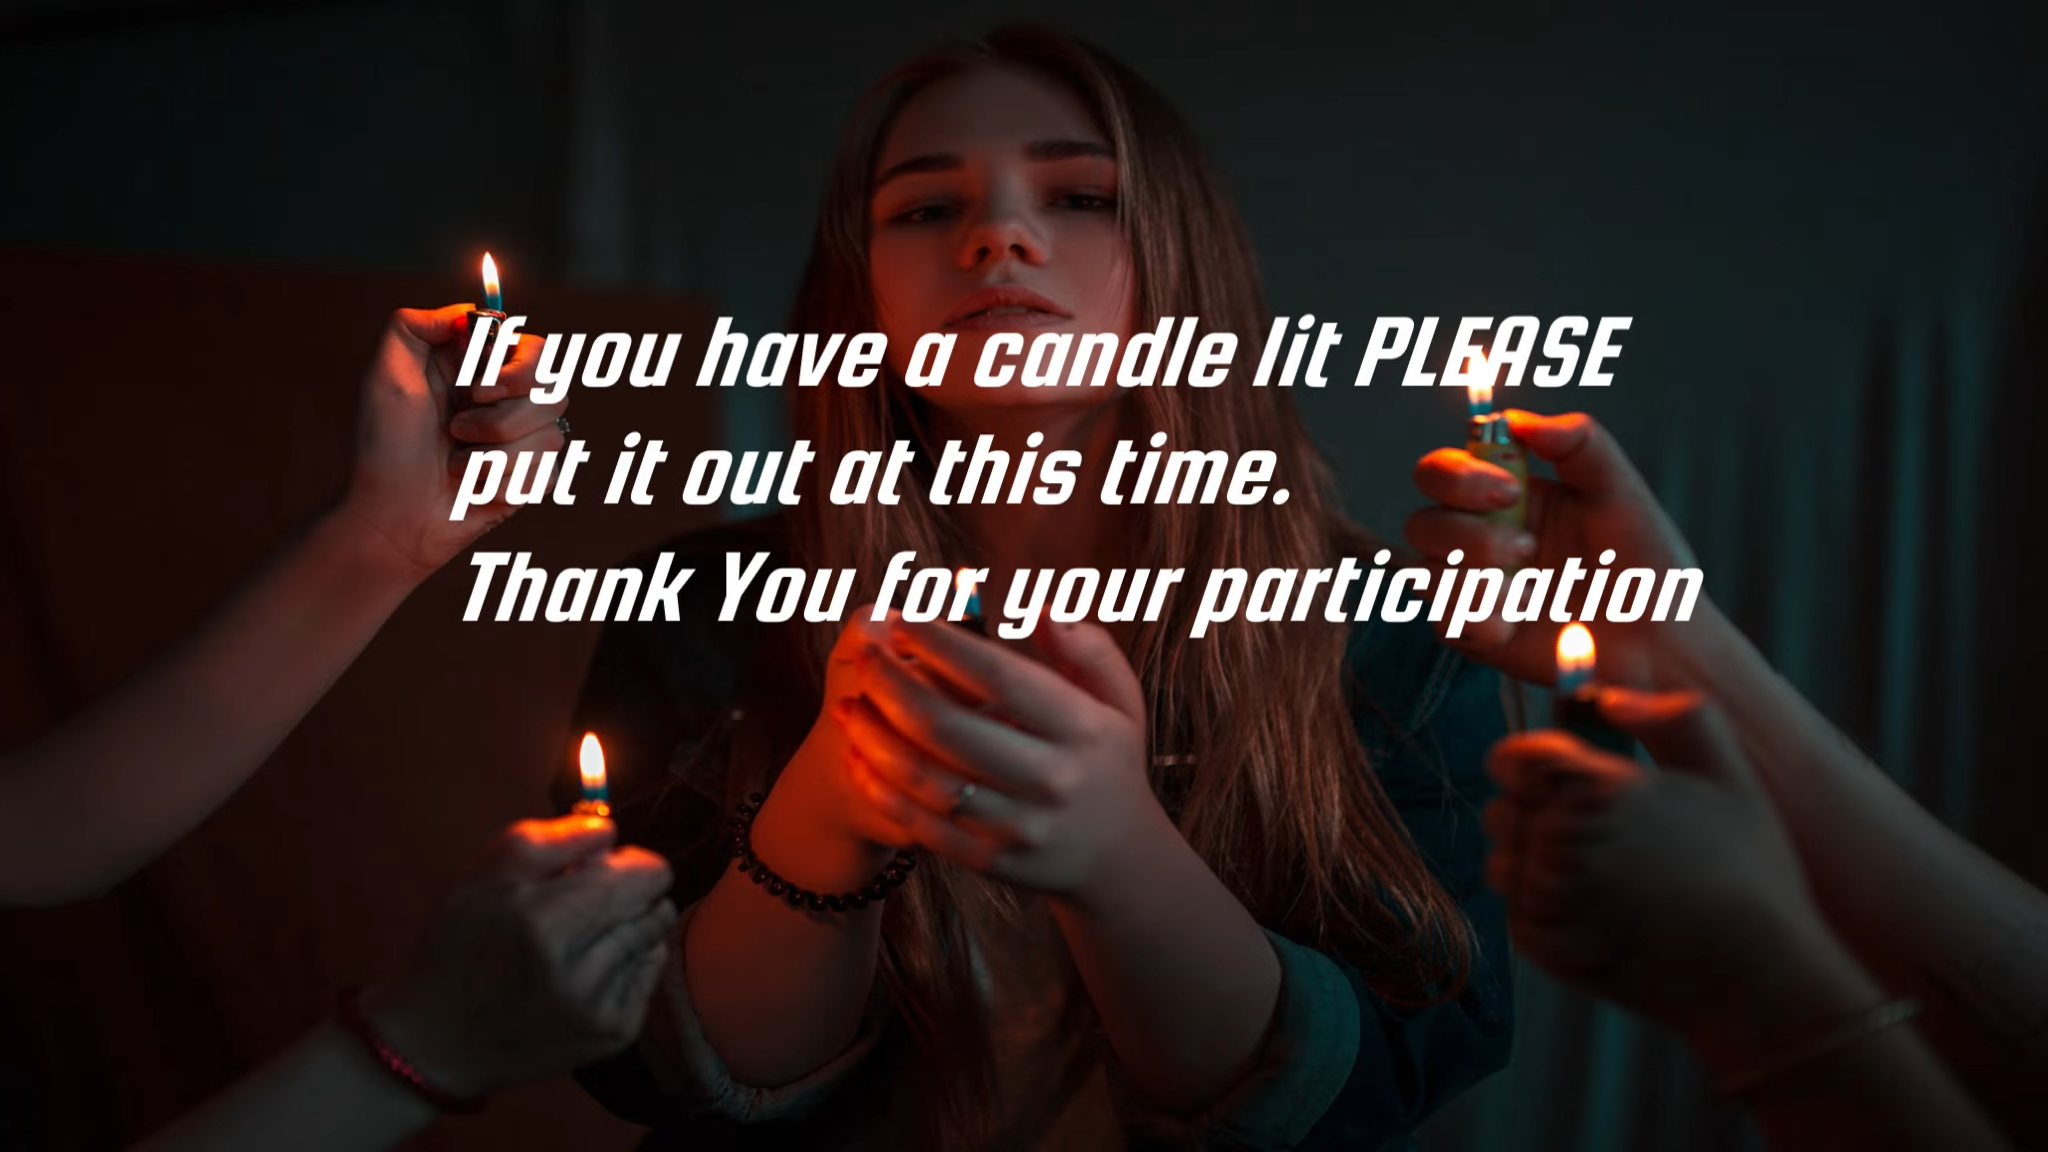 If you have a candle lit PLEASE
put it out at this time.
Thank You for your participation